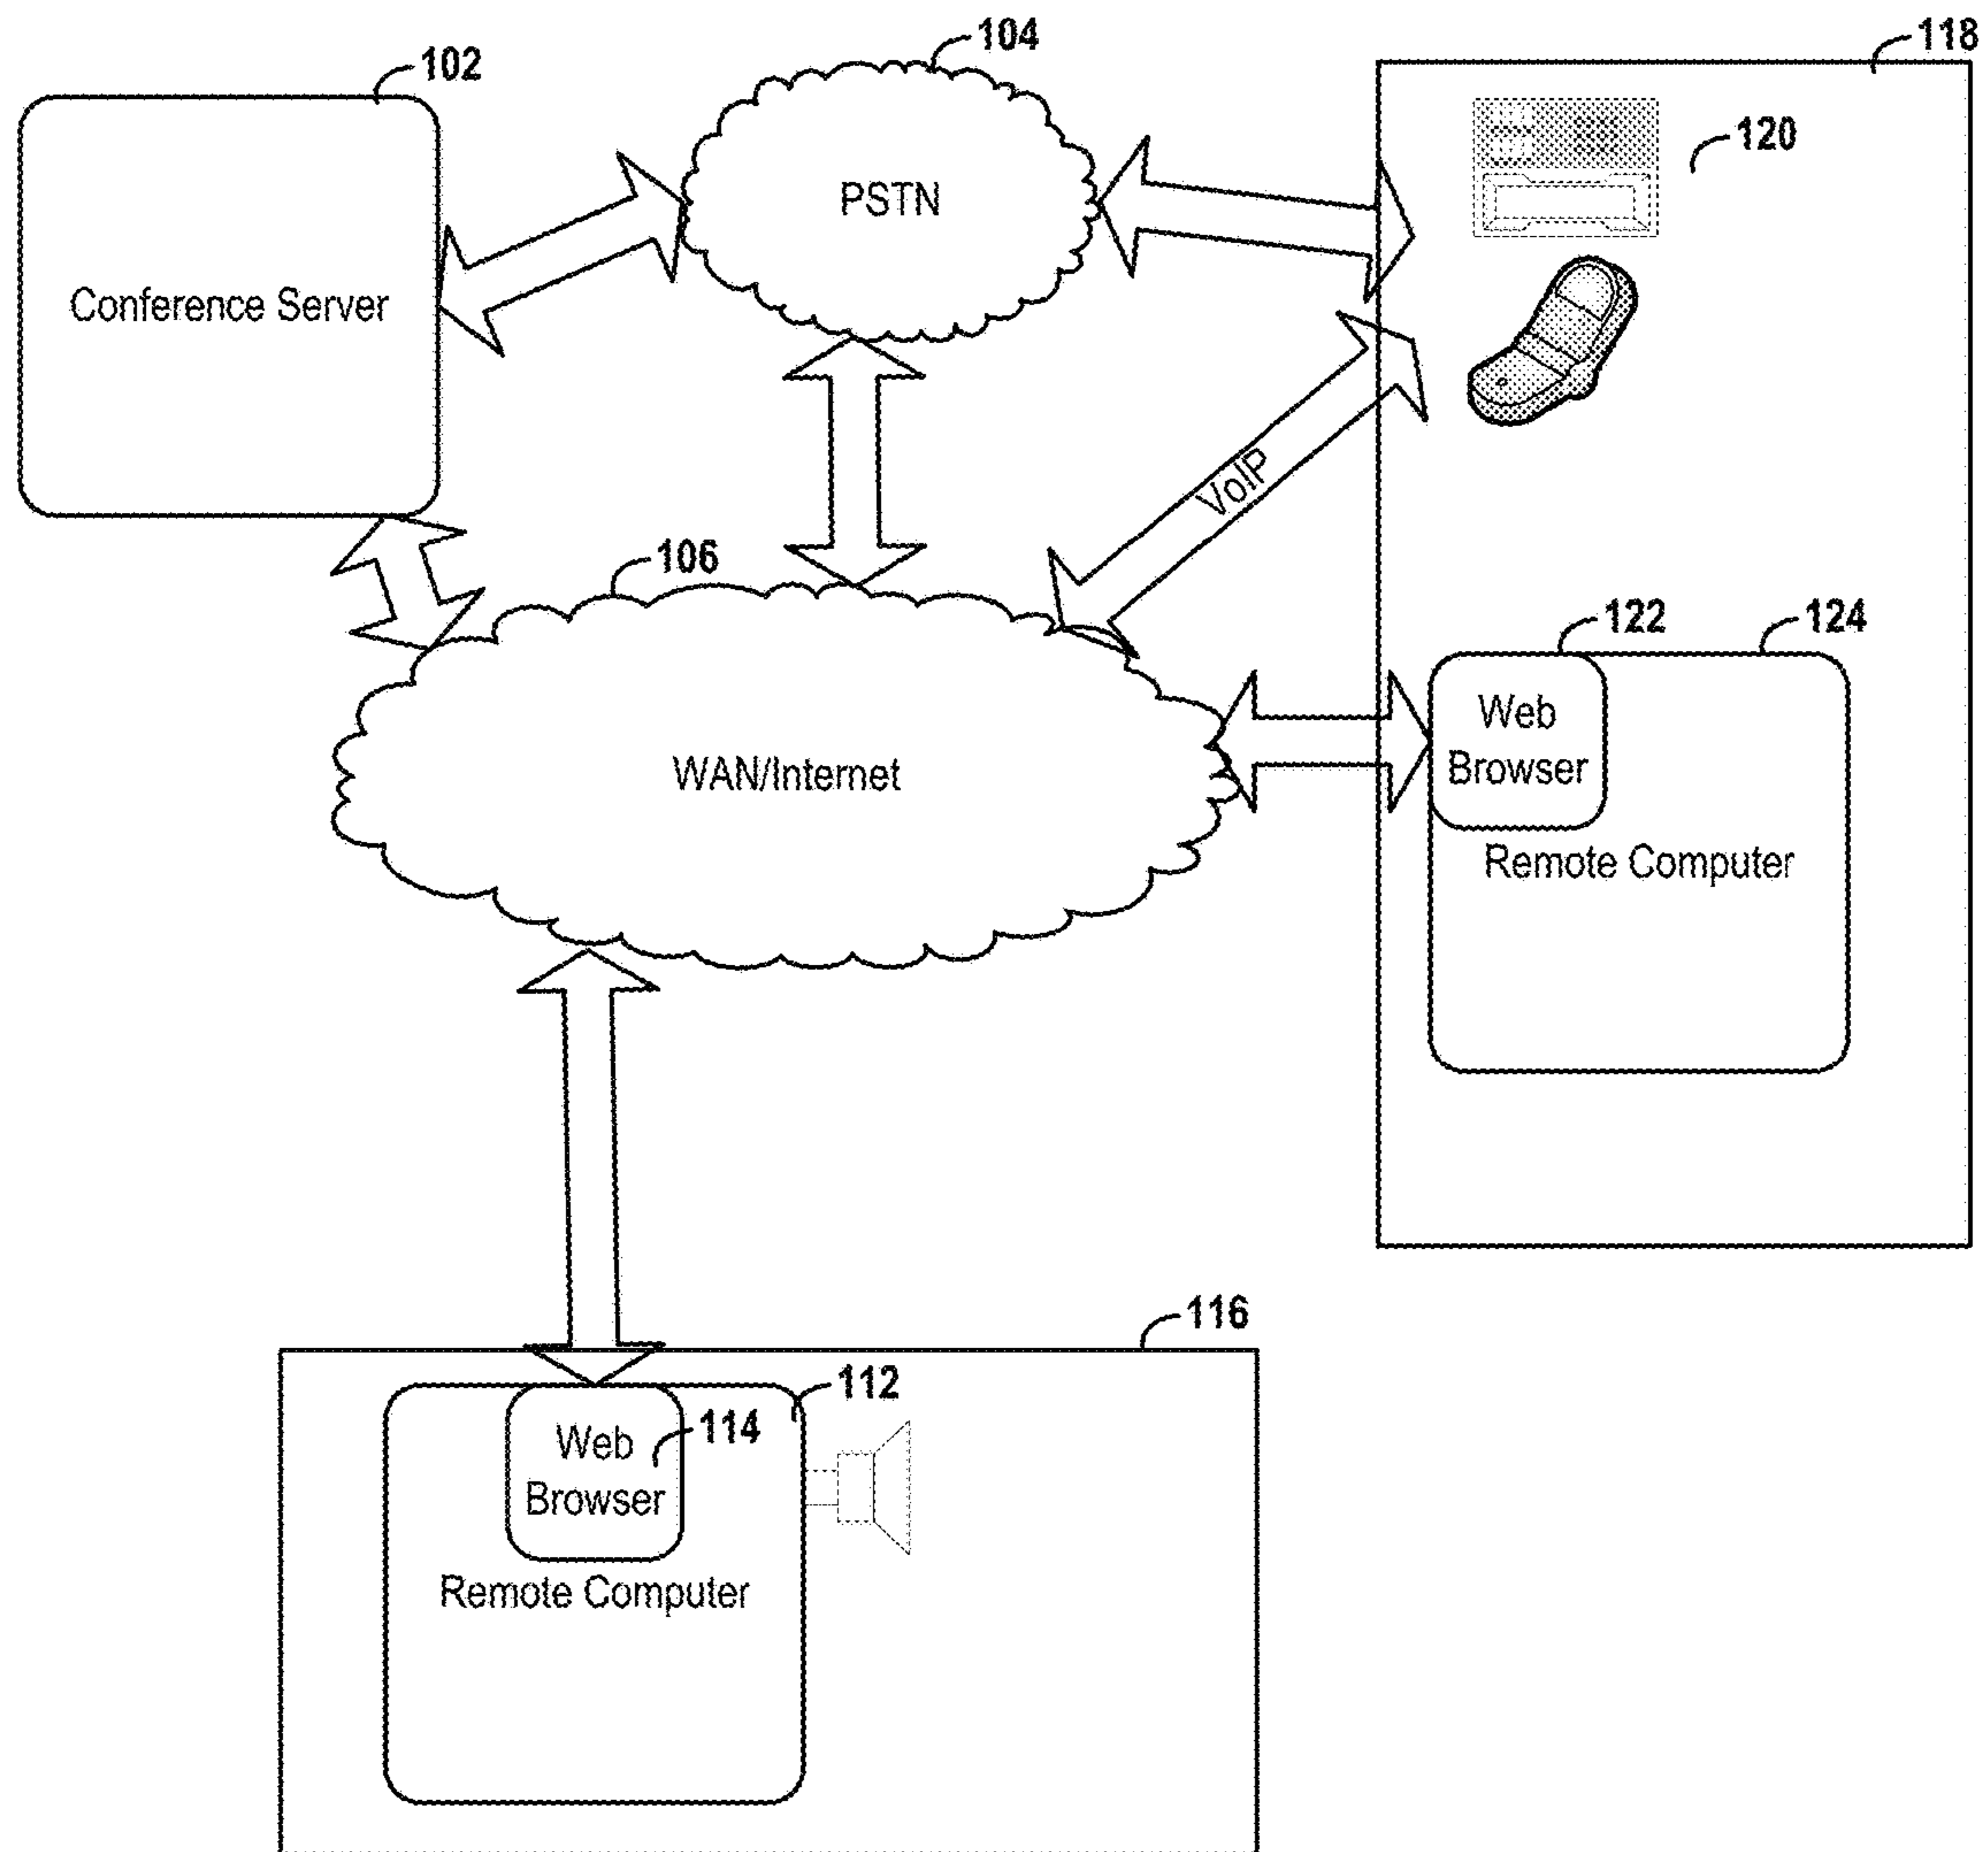 104
118
102
120
PSTN
Conference Server
VoIP
106
122
124
Web
Browser
WAN/Internet
Remote Computer
116
112
114
Web
Browser
Remote Computer